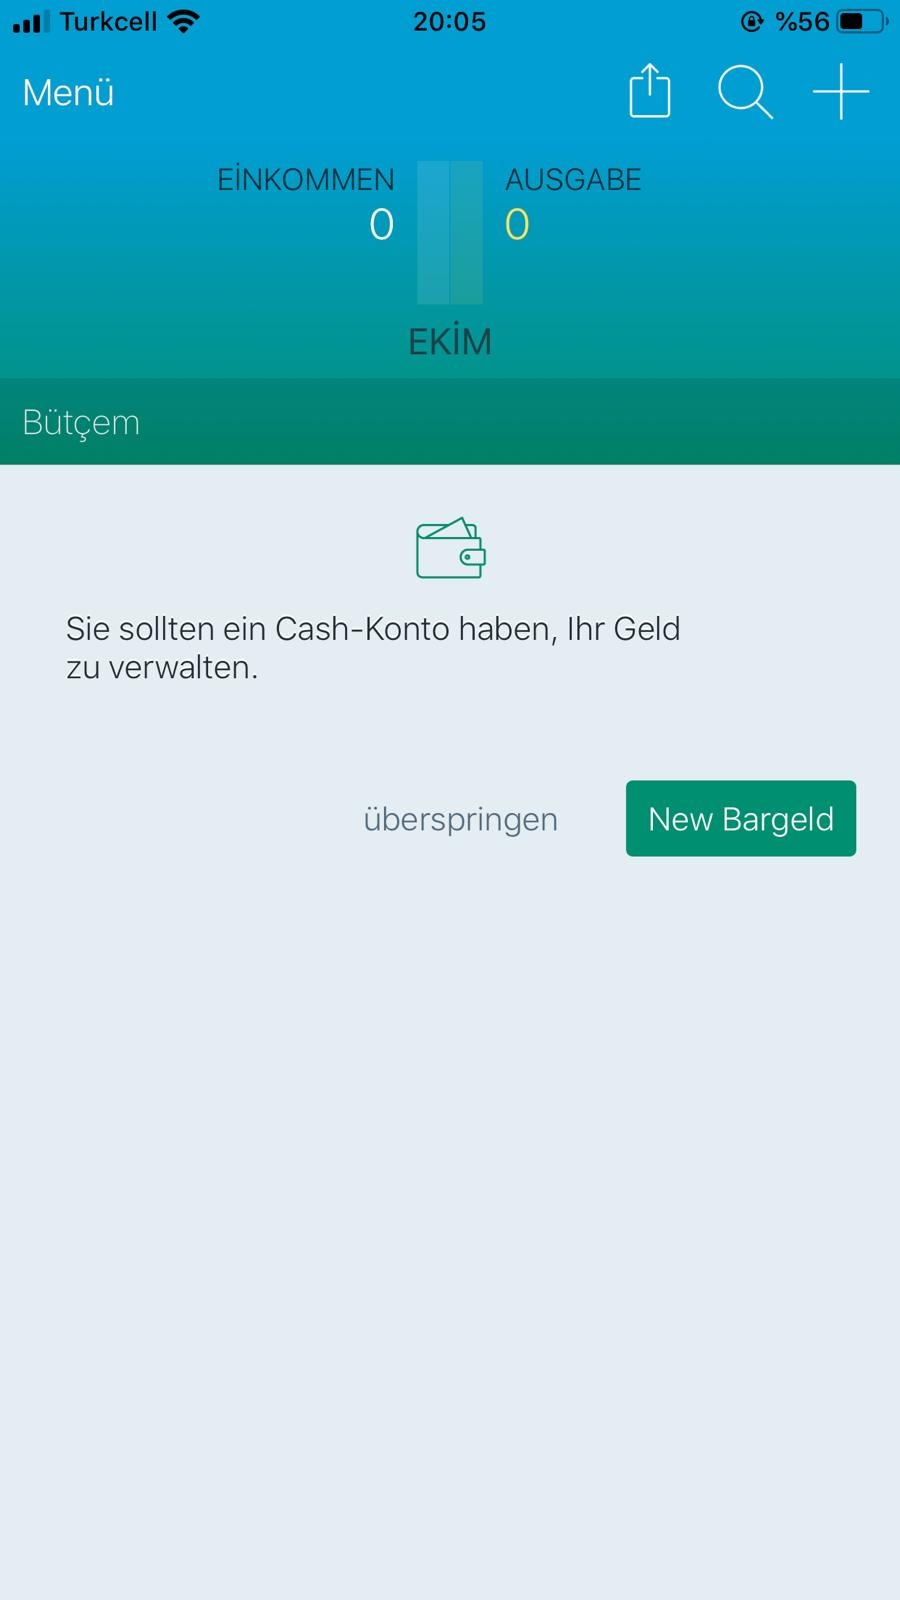 Turkcell 20:05 %56
Menü
EİNKOMMEN AUSGABE
0 0
EKİM
Bütçem
Sie sollten ein Cash-Konto haben, Ihr Geld
zu verwalten.
überspringen New Bargeld